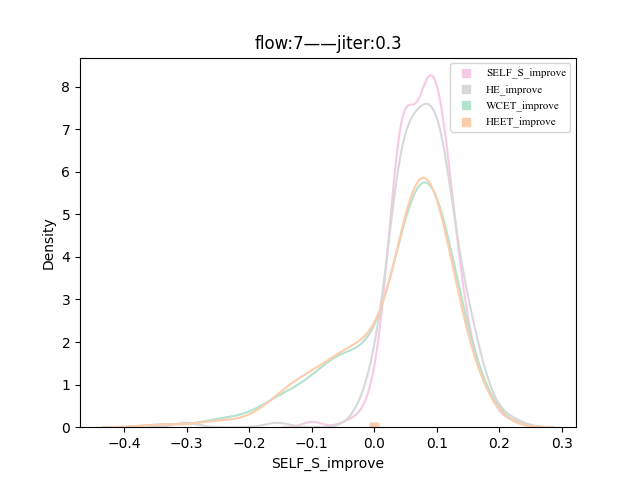 flow:7——jiter:0.3
SELF_S_improve
HE_improve
WCET_improve
HEET_improve
Density
8
7
6
5
4
3
2
1
0
−0.4 −0.3 −0.2 −0.1 0.0 0.1 0.2 0.3
SELF_S_improve